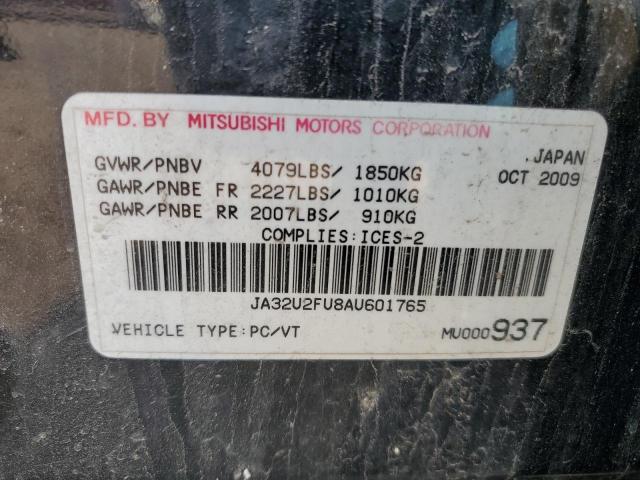 MFD. BY MITSUBISHI MOTORS CORPORATION
GVWR/PNBV 4079LBS/ 1850KG JAPAN
GAWR/PNBE FR 2227LBS/ 1010KG OCT 2009
GAWR/PNBE RR 2007LBS/ 910KG
COMPLIES:ICES-2
JA32U2FU8AU601765
VEHICLE TYPE:PC/VT MU000937